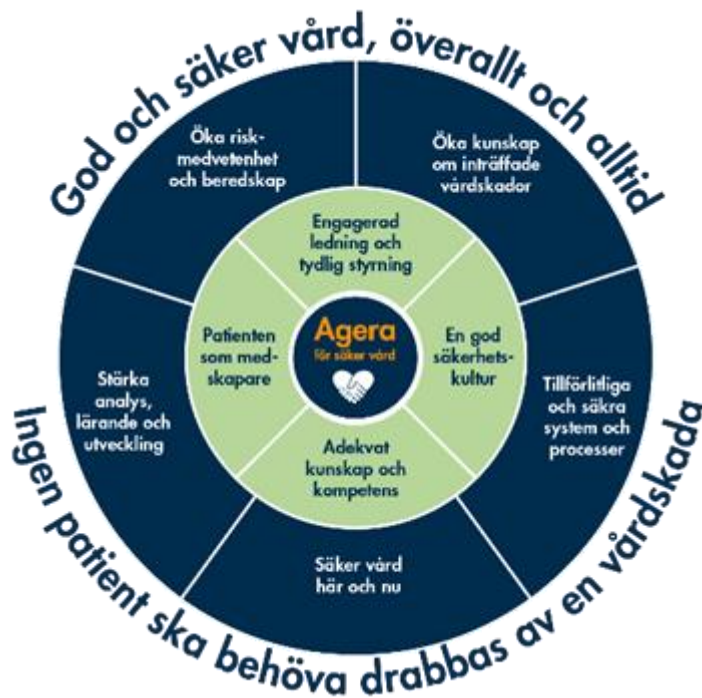 God och säker vård, överallt och alltid
Öka risk-
medvetenhet
och beredskap
Öka kunskap
om inträffade
vårdskador
Engagerad
ledning och
tydlig styrning
Patienten
som med-
skapare
Agera
för säker vård
En god
säkerhets-
kultur
Stärka
analys,
lärande och
utveckling
Tillförlitliga
och säkra
system och
processer
Adekvat
kunskap och
kompetens
Säker vård
här och nu
Ingen patient ska behöva drabbas av en vårdskada